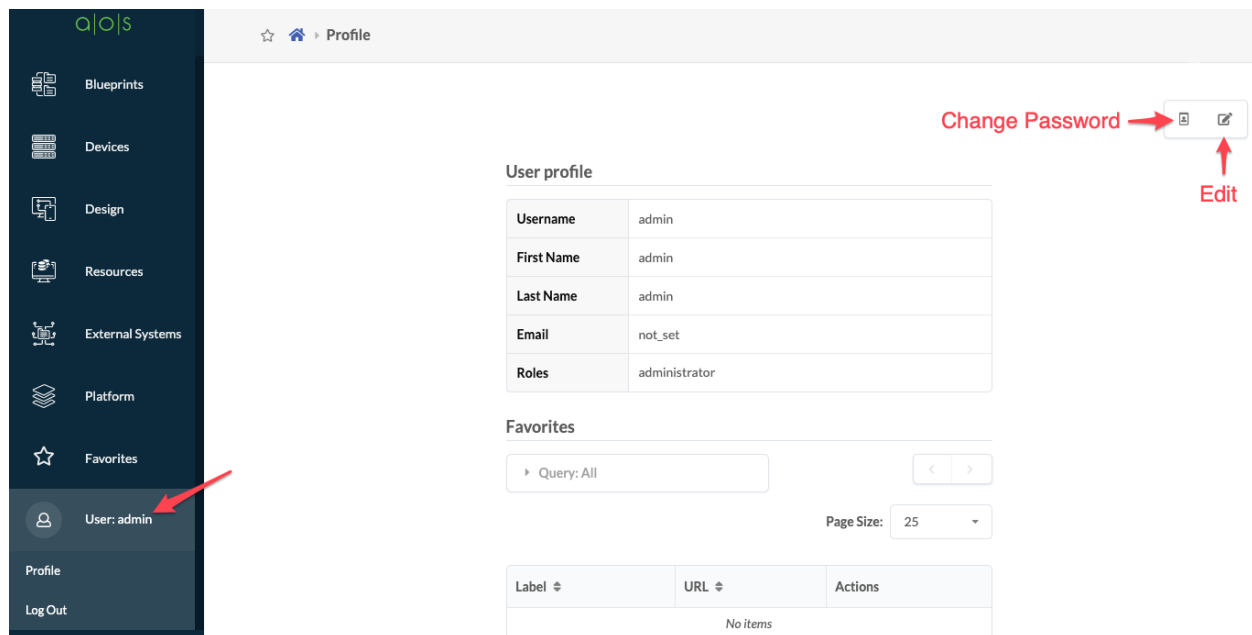 a|o|s
Blueprints
Devices
Design
Resources
External Systems
Platform
Favorites
User: admin
Profile
Log Out
Profile
Change Password
Edit
User profile
Username admin
First Name admin
Last Name admin
Email not_set
Roles administrator
Favorites
Query: All
Page Size: 25
Label URL Actions
No items